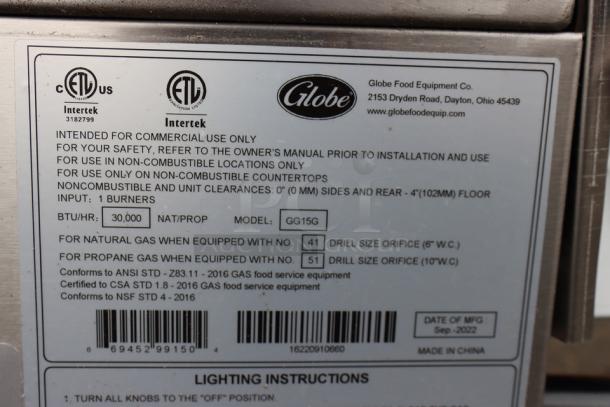 C ETL US
Intertek
3182799
ETL
Intertek
Globe
Globe Food Equipment Co.
2153 Dryden Road, Dayton, Ohio 45439
www.globefoodequip.com
INTENDED FOR COMMERCIAL USE ONLY
FOR YOUR SAFETY, REFER TO THE OWNER'S MANUAL PRIOR TO INSTALLATION AND USE
FOR USE IN NON-COMBUSTIBLE LOCATIONS ONLY
FOR USE ONLY ON NON-COMBUSTIBLE COUNTERTOPS
NONCOMBUSTIBLE AND UNIT CLEARANCES: 0" (0 MM) SIDES AND REAR - 4"(102MM) FLOOR
INPUT: 1 BURNERS
BTU/HR: 30,000 NAT/PROP MODEL: GG15G
FOR NATURAL GAS WHEN EQUIPPED WITH NO. 41 DRILL SIZE ORIFICE (6" W.C.)
FOR PROPANE GAS WHEN EQUIPPED WITH NO. 51 DRILL SIZE ORIFICE (10"W.C)
Conforms to ANSI STD - Z83.11 - 2016 GAS food service equipment
Certified to CSA STD 1.8 - 2016 GAS food service equipment
Conforms to NSF STD 4 - 2016
6 69452 99150 4
16220910660
DATE OF MFG
Sep.-2022
MADE IN CHINA
LIGHTING INSTRUCTIONS
1. TURN ALL KNOBS TO THE "OFF" POSITION.
PCI